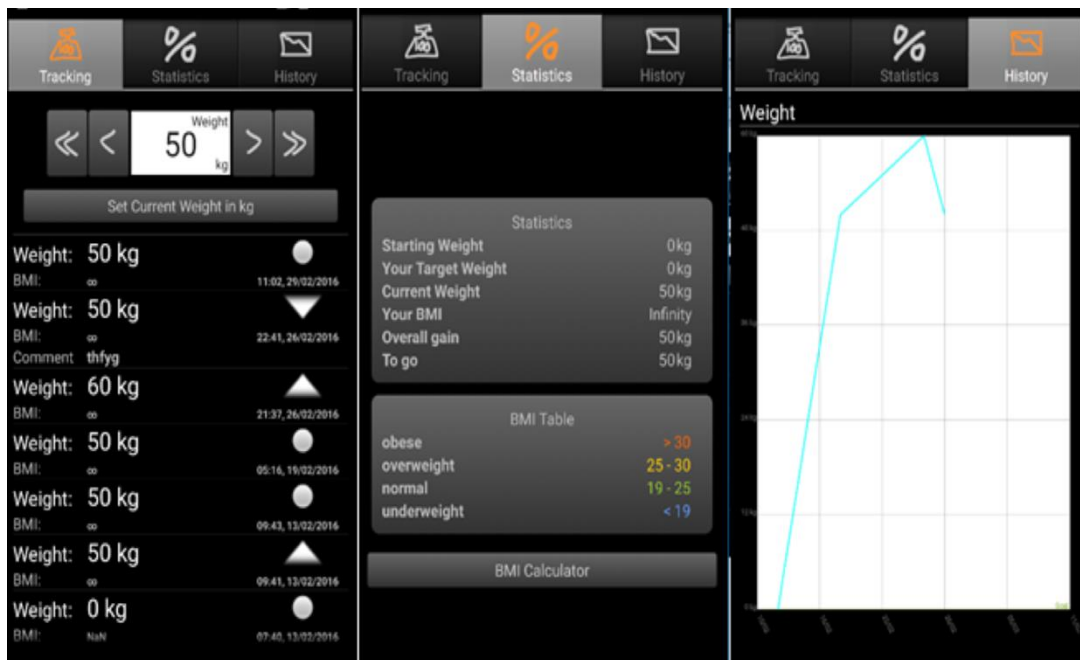 Tracking
Statistics
History
Weight
50
kg
Set Current Weight in kg
Weight: 50 kg
BMI: ∞ 11:02, 29/02/2016
Weight: 50 kg
BMI: ∞ 22:41, 26/02/2016
Comment thfyg
Weight: 60 kg
BMI: ∞ 21:37, 26/02/2016
Weight: 50 kg
BMI: ∞ 05:16, 19/02/2016
Weight: 50 kg
BMI: ∞ 09:43, 13/02/2016
Weight: 50 kg
BMI: ∞ 09:41, 13/02/2016
Weight: 0 kg
BMI: NaN 07:40, 13/02/2016
Tracking
Statistics
History
Statistics
Starting Weight 0kg
Your Target Weight 0kg
Current Weight 50kg
Your BMI Infinity
Overall gain 50kg
To go 50kg
BMI Table
obese > 30
overweight 25 - 30
normal 19 - 25
underweight < 19
BMI Calculator
Tracking
Statistics
History
Weight